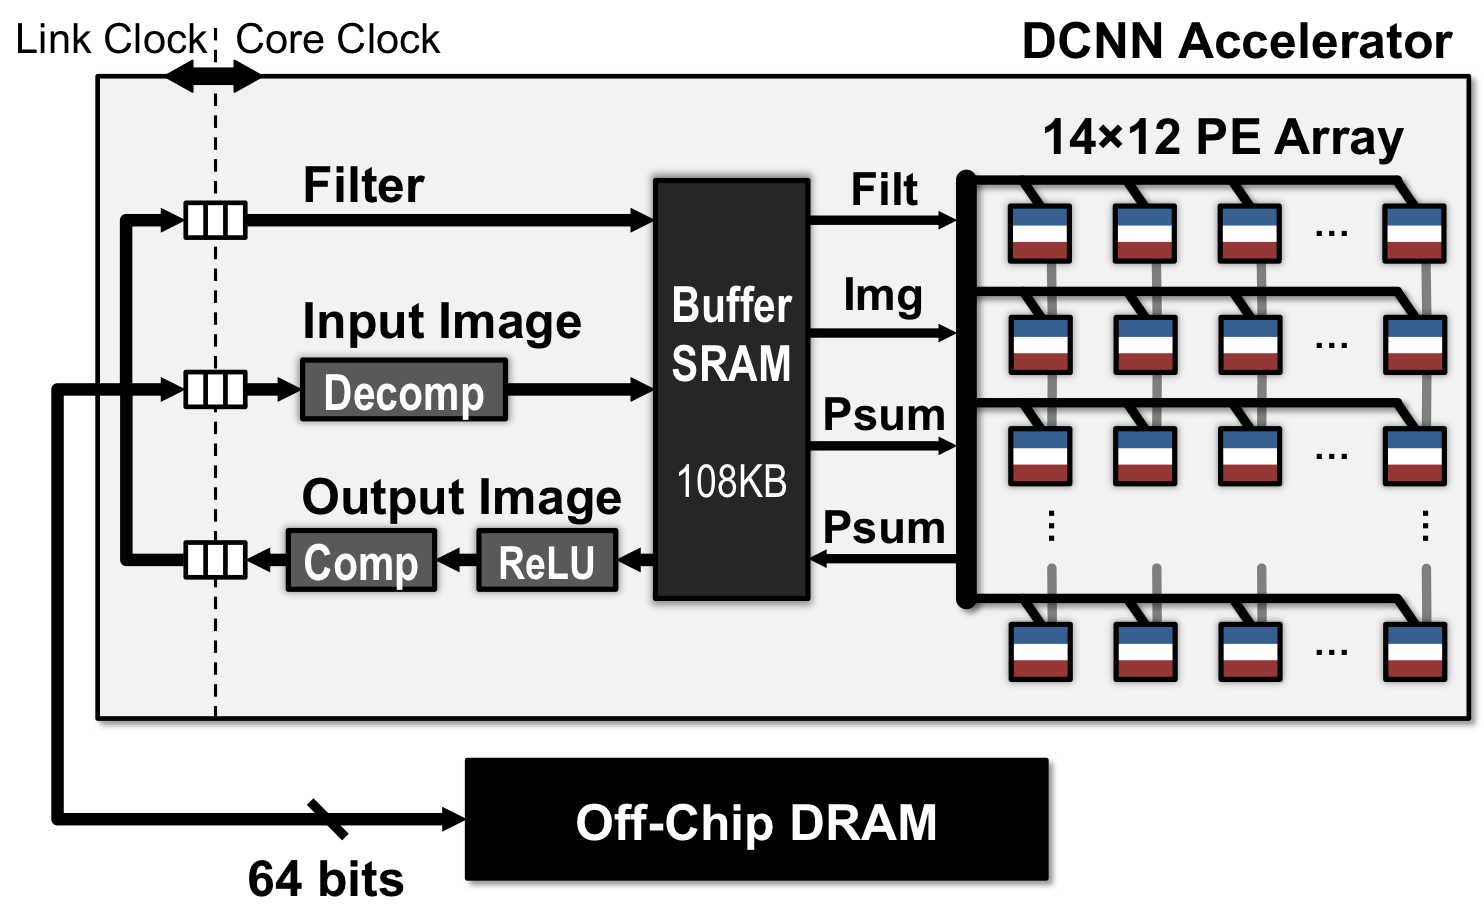 Link Clock
Core Clock
DCNN Accelerator
14×12 PE Array
Filter
Filt
Input Image
Img
Buffer
SRAM
Decomp
Psum
108KB
Output Image
Psum
Comp
ReLU
...
...
...
...
...
...
Off-Chip DRAM
64 bits